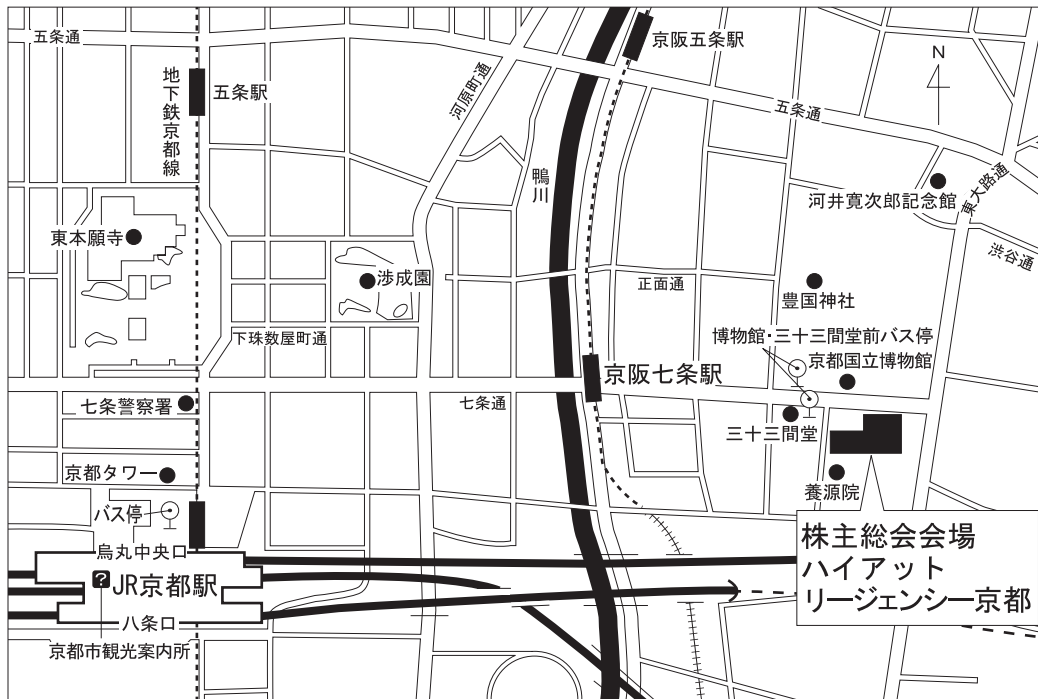 五条通
京阪五条駅
N
地下鉄京都線
五条駅
河原町通
五条通
鴨川
河井寛次郎記念館
東大路通
東本願寺
渉成園
正面通
渋谷通
豊国神社
下珠数屋町通
博物館・三十三間堂前バス停
京都国立博物館
京阪七条駅
七条警察署
七条通
三十三間堂
京都タワー
養源院
バス停
烏丸中央口
株主総会会場
ハイアット
リージェンシー京都
?
JR京都駅
八条口
京都市観光案内所